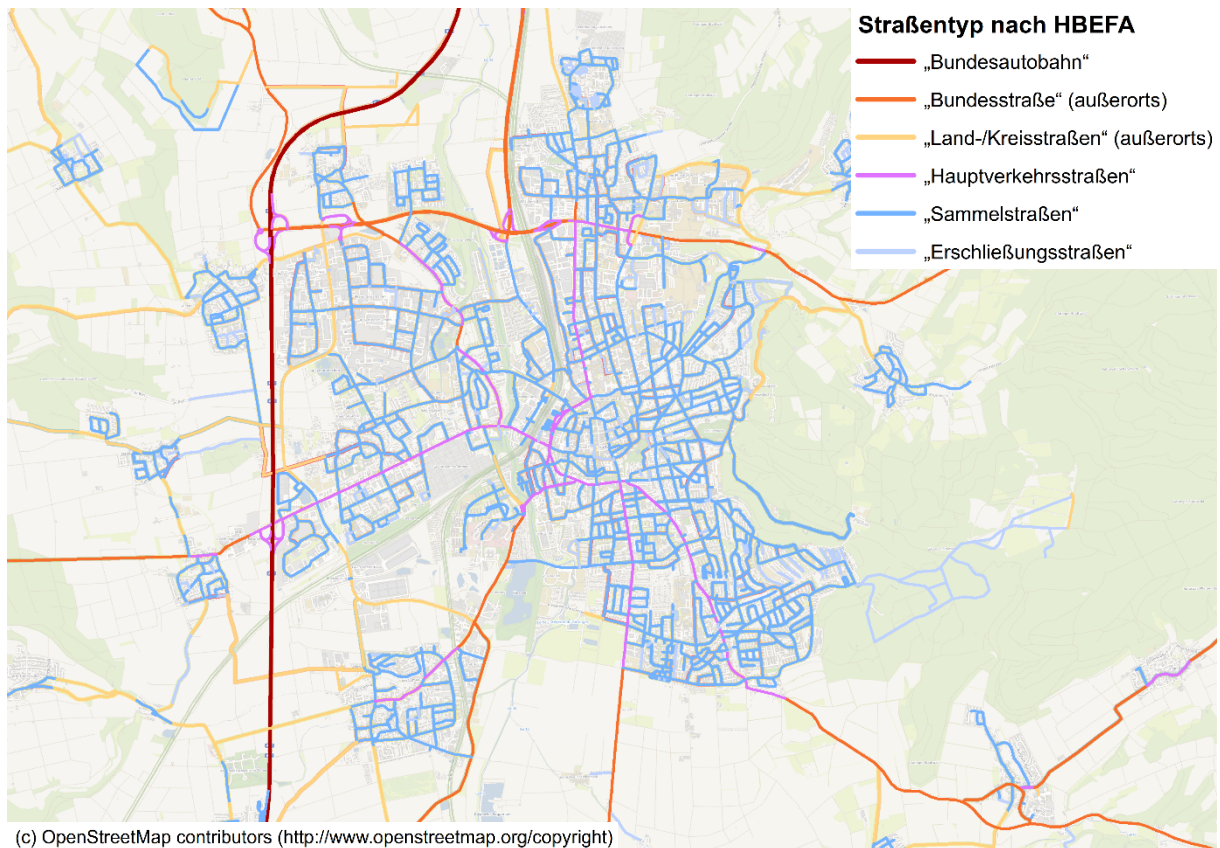 Straßentyp nach HBEFA
„Bundesautobahn“
„Bundesstraße“ (außerorts)
„Land-/Kreisstraßen“ (außerorts)
„Hauptverkehrsstraßen“
„Sammelstraßen“
„Erschließungsstraßen“
(c) OpenStreetMap contributors (http://www.openstreetmap.org/copyright)